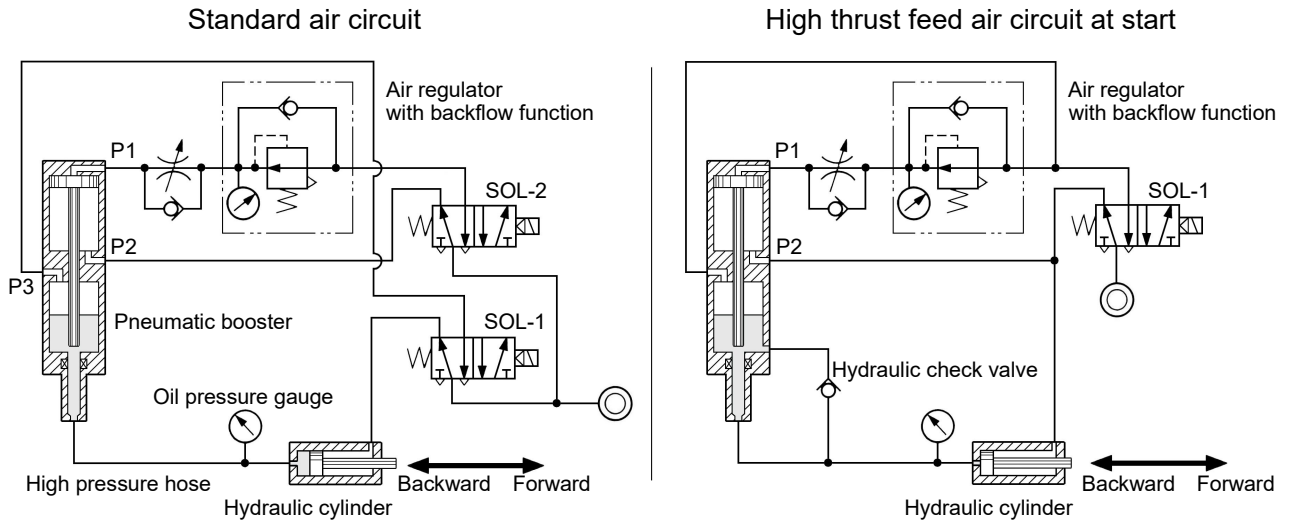 Standard air circuit
Air regulator
with backflow function
P1
SOL-2
P2
P3
Pneumatic booster
SOL-1
Oil pressure gauge
High pressure hose
Backward
Forward
Hydraulic cylinder
High thrust feed air circuit at start
Air regulator
with backflow function
P1
SOL-1
P2
Hydraulic check valve
Backward
Forward
Hydraulic cylinder